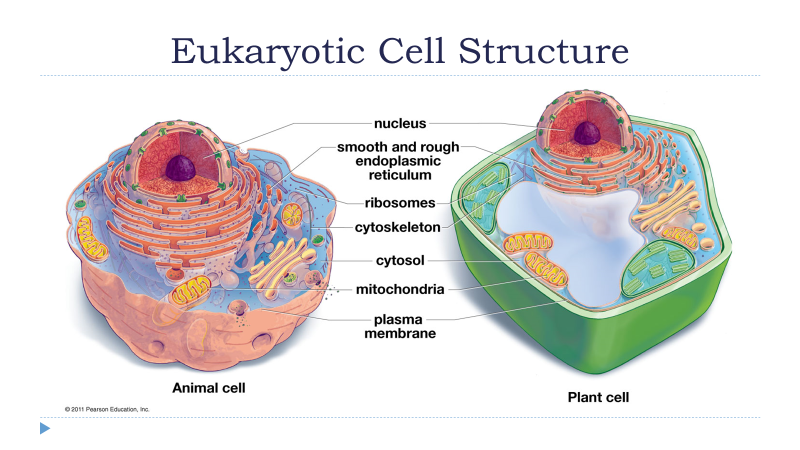 Eukaryotic Cell Structure
nucleus
smooth and rough
endoplasmic
reticulum
ribosomes
cytoskeleton
cytosol
mitochondria
plasma
membrane
Animal cell
Plant cell
© 2011 Pearson Education, Inc.